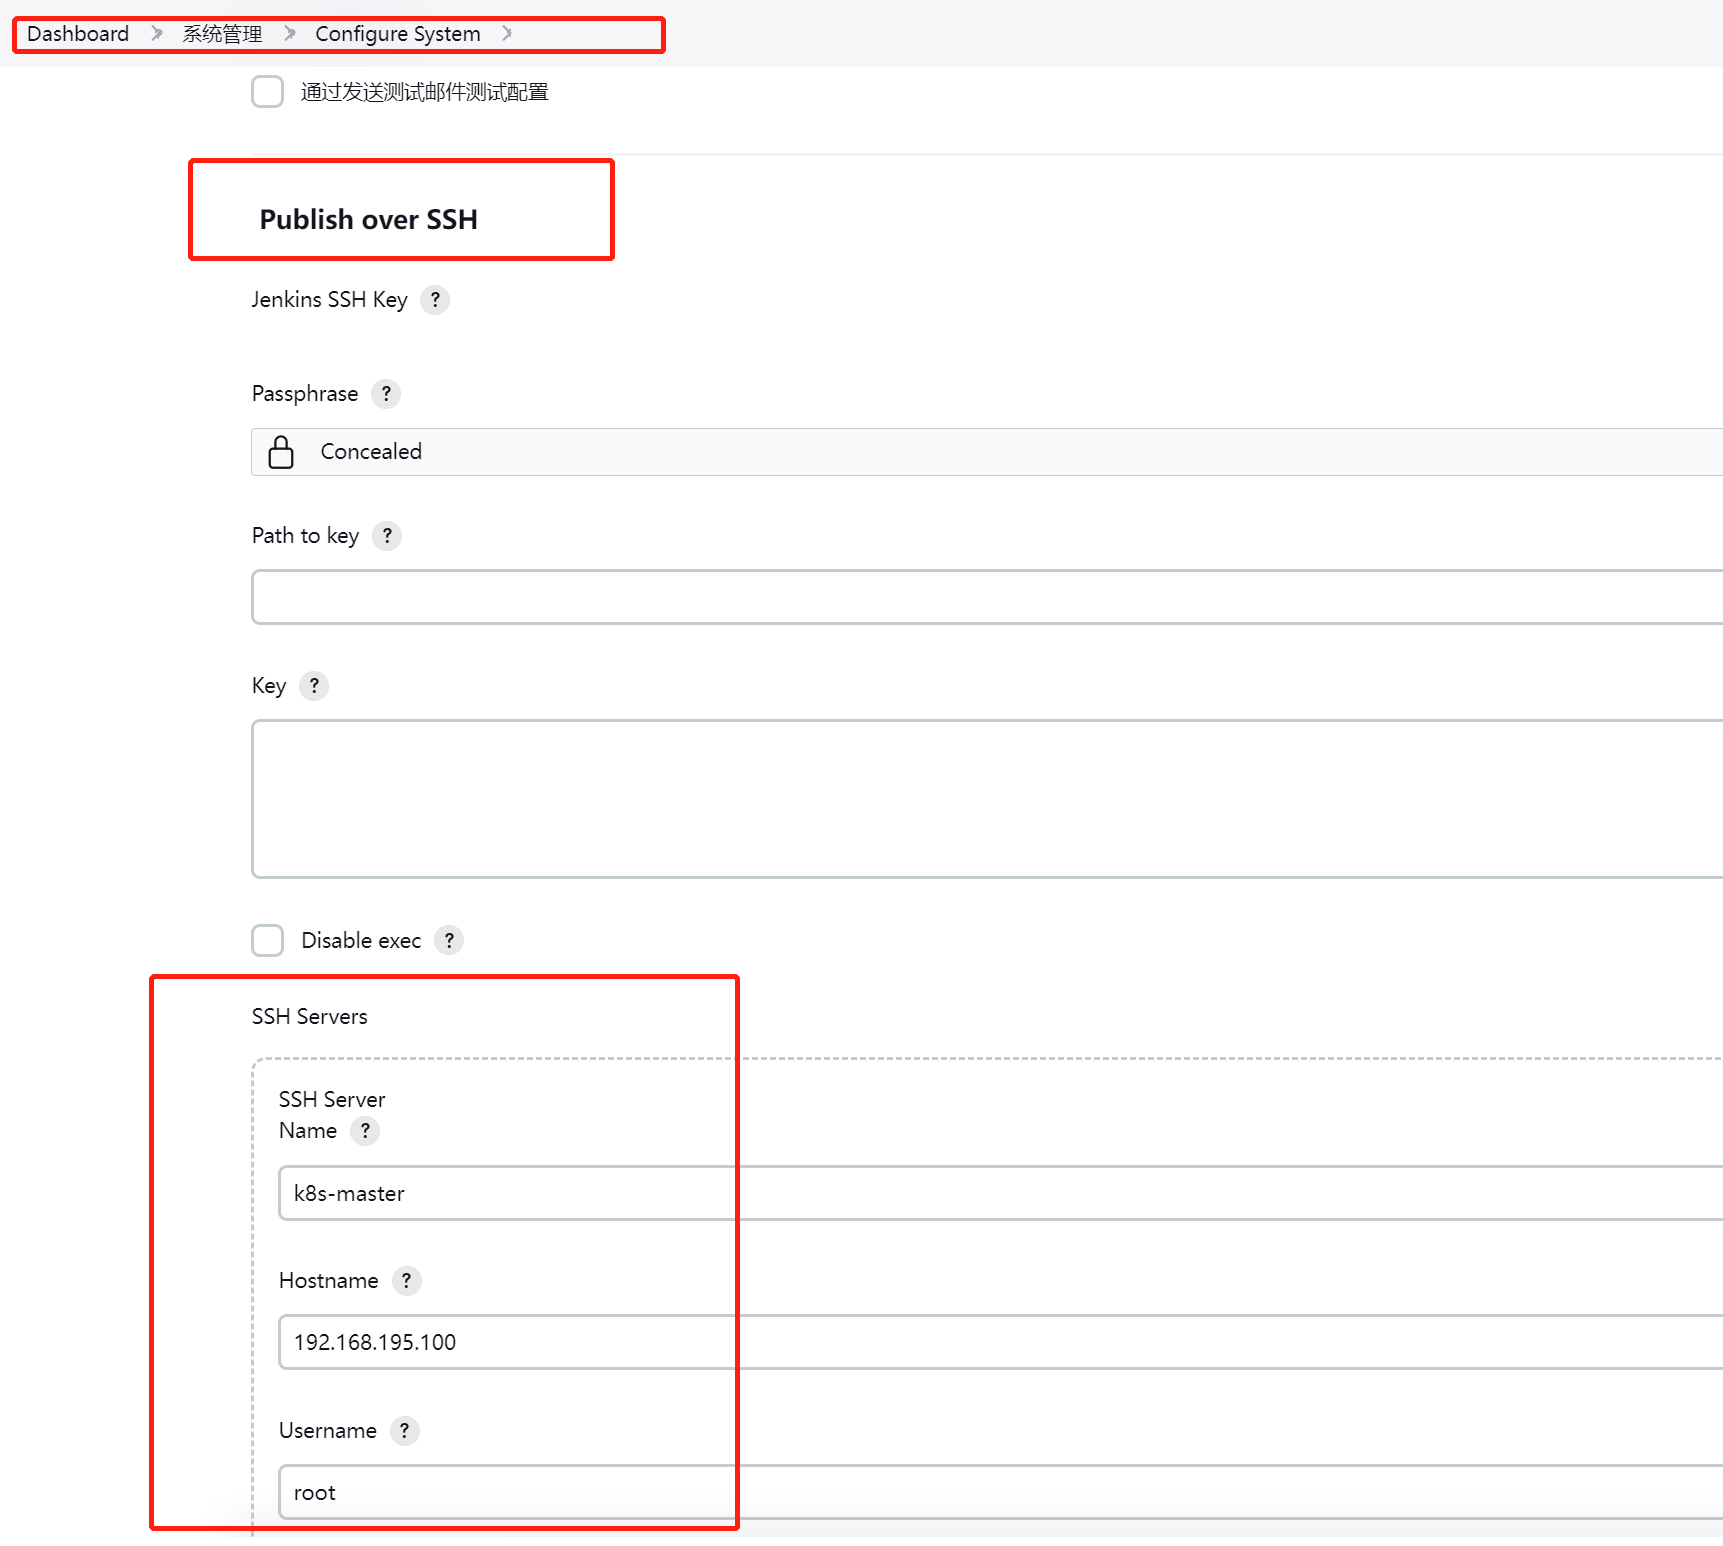 Dashboard 系统管理 Configure System
通过发送测试邮件测试配置
Publish over SSH
Jenkins SSH Key ?
Passphrase ?
Concealed
Path to key ?
Key ?
Disable exec ?
SSH Servers
SSH Server
Name ?
k8s-master
Hostname ?
192.168.195.100
Username ?
root